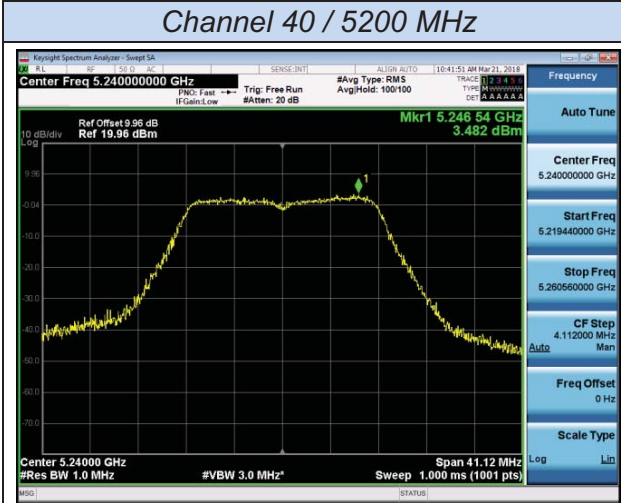 Channel 40 / 5200 MHz
Keysight Spectrum Analyzer - Swept SA
RL RF 50 Ω AC SENSE:INT ALIGN AUTO 10:41:51 AM Mar 21, 2018
Center Freq 5.240000000 GHz
PNO: Fast
IFGain:Low
Trig: Free Run
#Atten: 20 dB
#Avg Type: RMS
Avg|Hold: 100/100
TRACE 1 2 3 4 5 6
TYPE M WWWWW
DET A A A A A A
Ref Offset 9.96 dB
10 dB/div Ref 19.96 dBm
Log
Mkr1 5.246 54 GHz
3.482 dBm
1
9.96
-0.04
-10.0
-20.0
-30.0
-40.0
-50.0
-60.0
-70.0
Center 5.24000 GHz
#Res BW 1.0 MHz
#VBW 3.0 MHz*
Span 41.12 MHz
Sweep 1.000 ms (1001 pts)
MSG STATUS
Frequency
Auto Tune
Center Freq
5.240000000 GHz
Start Freq
5.219440000 GHz
Stop Freq
5.260560000 GHz
CF Step
4.112000 MHz
Auto Man
Freq Offset
0 Hz
Scale Type
Log Lin